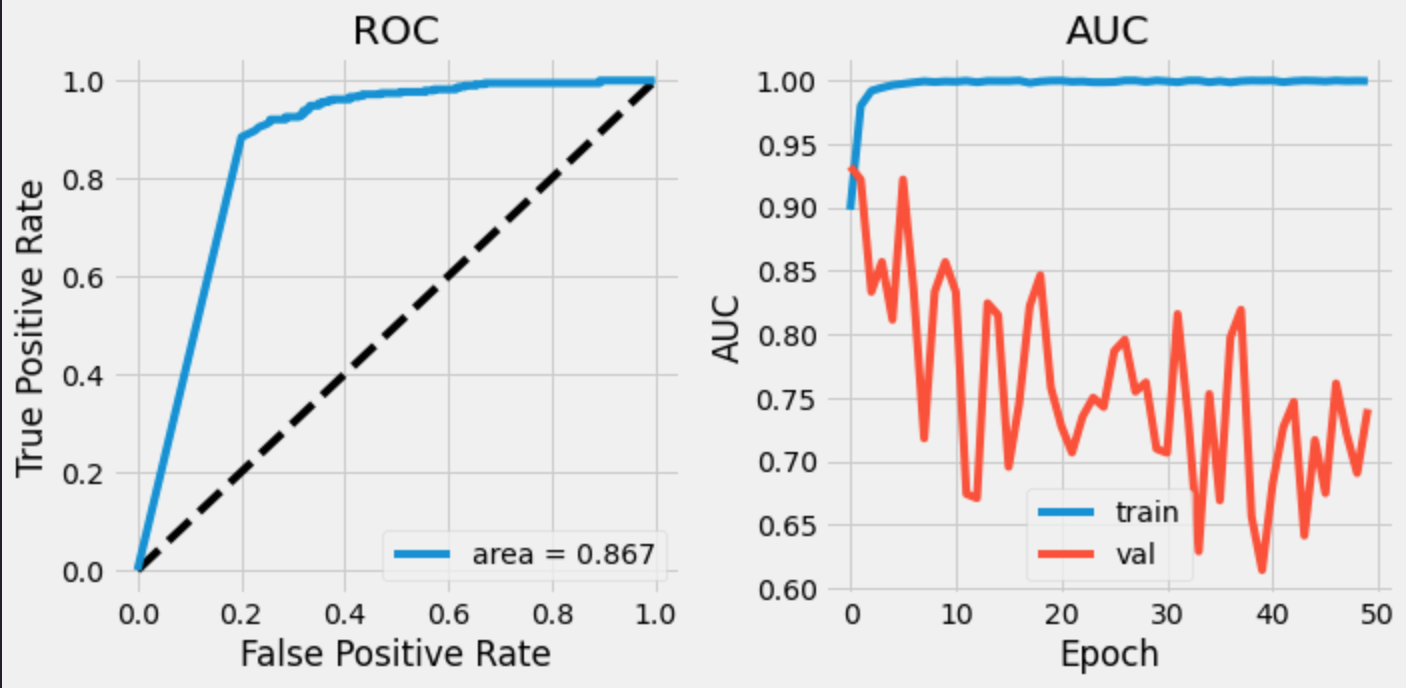 ROC
True Positive Rate
1.0
0.8
0.6
0.4
0.2
0.0
area = 0.867
0.0 0.2 0.4 0.6 0.8 1.0
False Positive Rate
AUC
AUC
1.00
0.95
0.90
0.85
0.80
0.75
0.70
0.65
0.60
train
val
0 10 20 30 40 50
Epoch